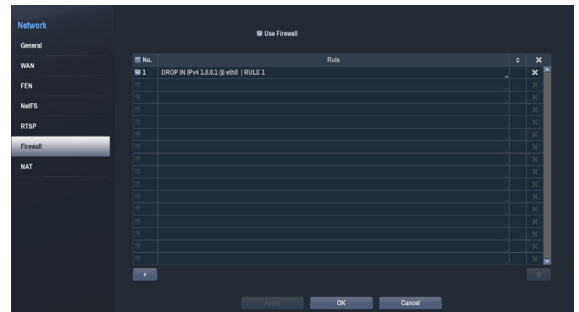 Network
Use Firewall
General
WAN
FEN
NetFS
RTSP
Firewall
NAT
No. Rule
1 DROP IN IPv4 1.0.0.1 @ eth0 | RULE 1
Apply OK Cancel